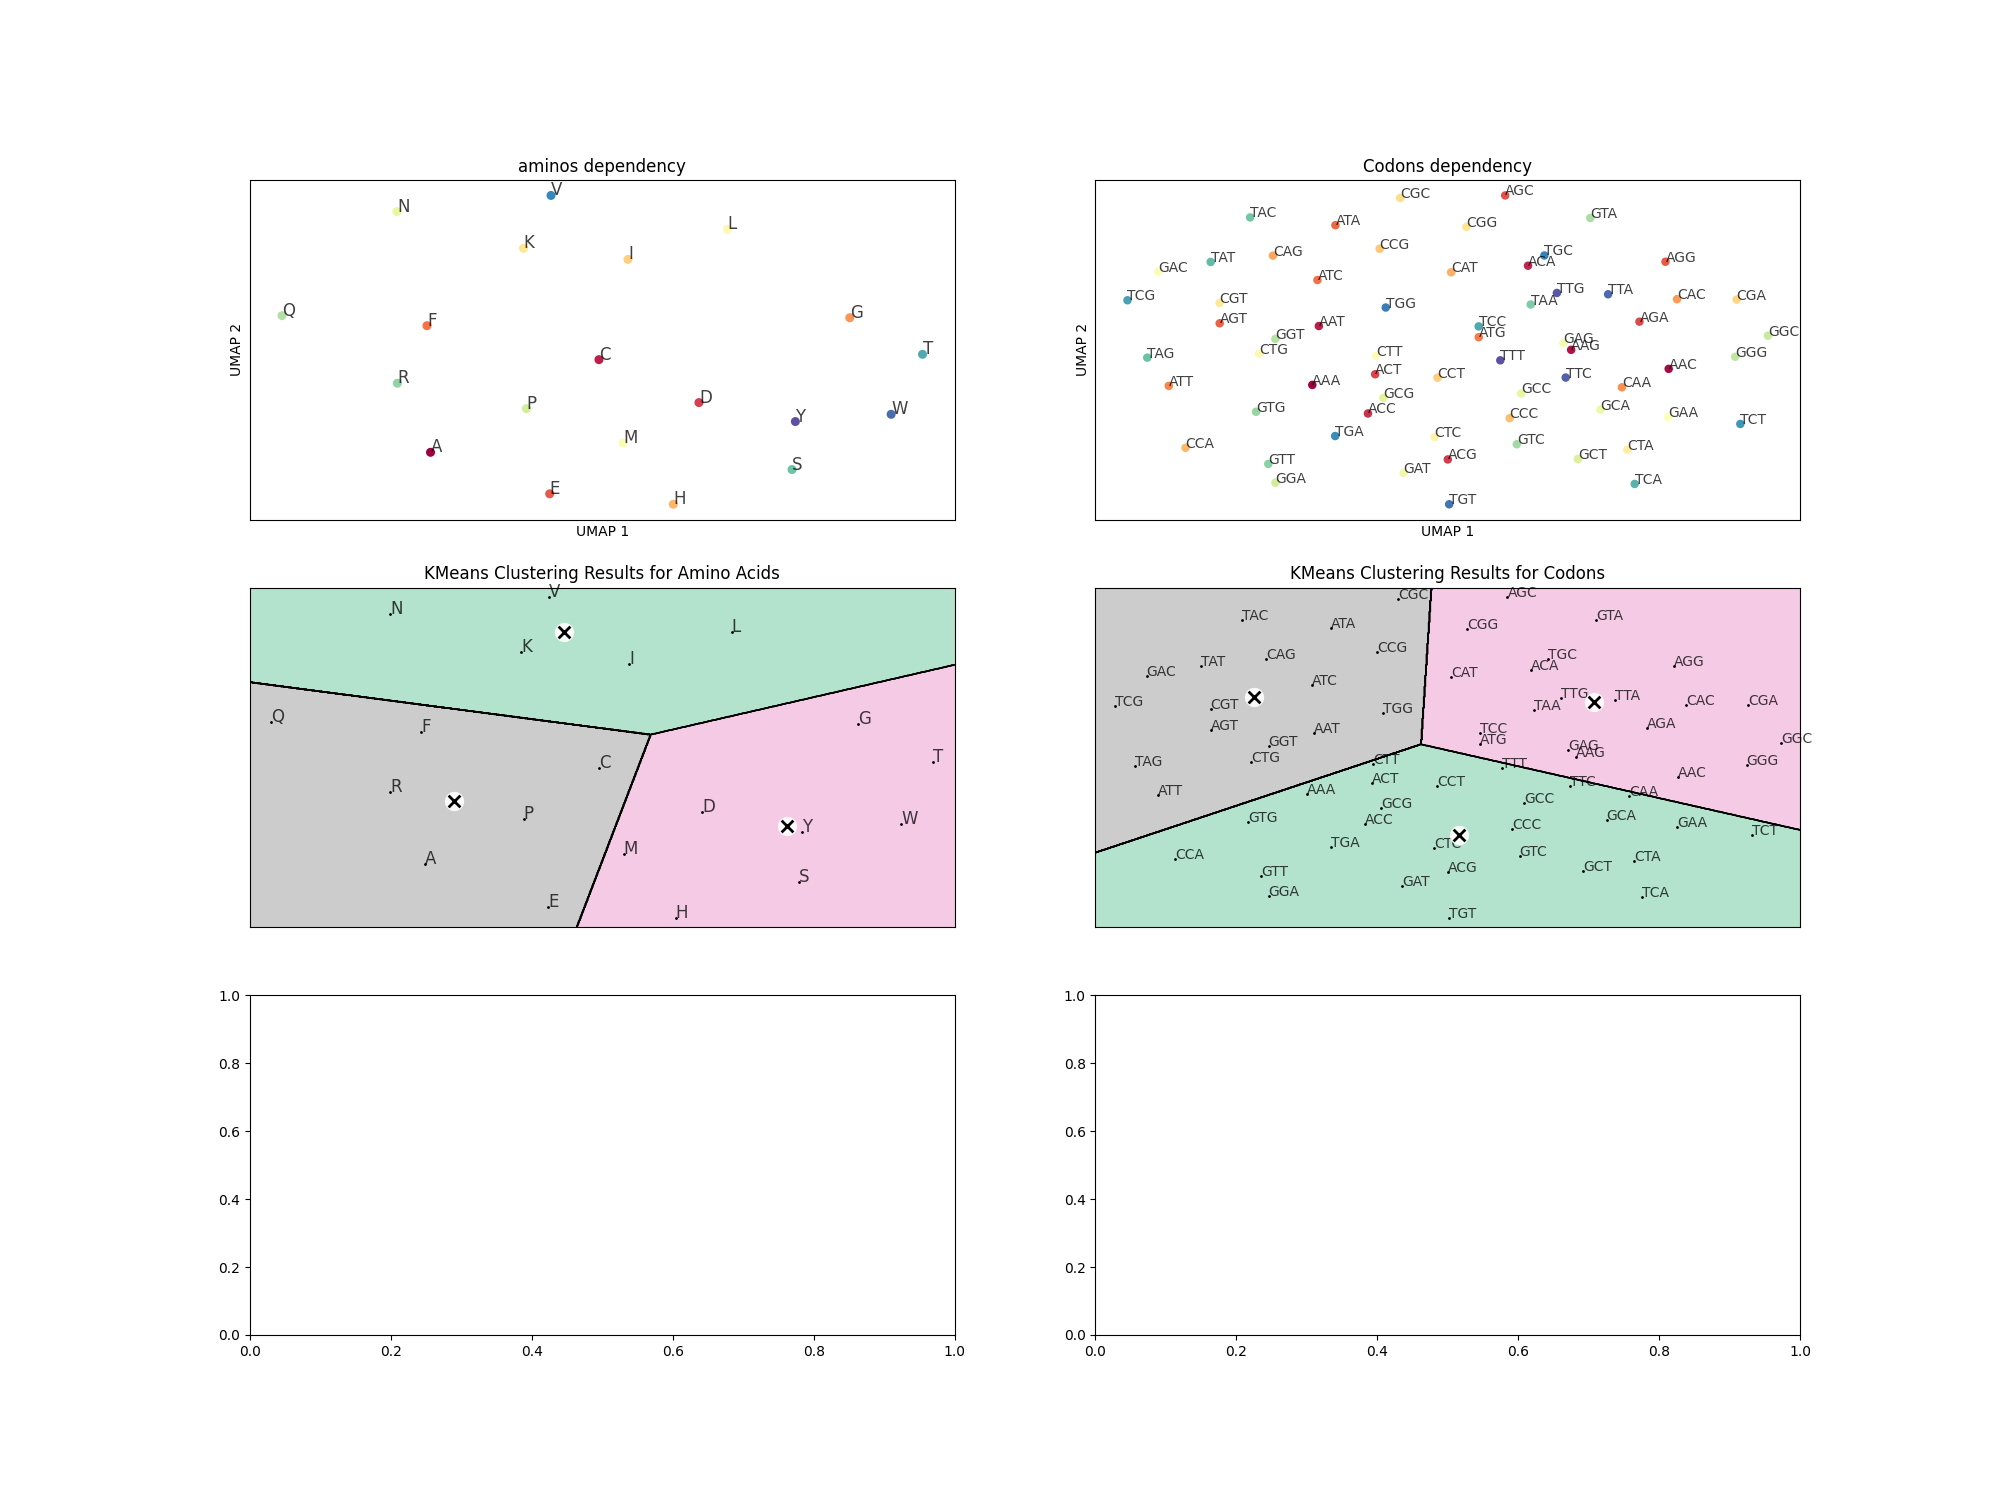 aminos dependency
V
N
L
K
I
Q
G
F
T
C
R
D
P
W
Y
M
A
S
E
H
UMAP 2
UMAP 1
Codons dependency
CGC
AGC
TAC
GTA
ATA
CGG
CCG
CAG
TGC
TAT
ACA
AGG
GAC
CAT
ATC
TTG
TTA
TCG
CGT
TAA
CAC
CGA
TGG
AGT
AAT
TCC
AGA
GGT
ATG
GGC
GAG
AAG
TAG
CTG
CTT
GGG
TTT
AAC
ACT
ATT
AAA
CCT
TTC
CAA
GCG
GCC
GTG
ACC
GCA
CCC
GAA
TCT
TGA
CTC
CCA
GTC
CTA
GTT
ACG
GCT
GAT
GGA
TCA
TGT
UMAP 2
UMAP 1
KMeans Clustering Results for Amino Acids
V
N
L
K
I
Q
G
F
T
C
R
D
P
W
Y
M
A
S
E
H
KMeans Clustering Results for Codons
CGC
AGC
TAC
GTA
ATA
CGG
CCG
CAG
TGC
TAT
ACA
AGG
GAC
CAT
ATC
TTG
TTA
TCG
CGT
TAA
CAC
CGA
TGG
AGT
AAT
TCC
AGA
GGT
ATG
GGC
GAG
AAG
TAG
CTG
CTT
GGG
TTT
AAC
ACT
ATT
AAA
CCT
TTC
CAA
GCG
GCC
GTG
ACC
GCA
CCC
GAA
TCT
TGA
CTC
CCA
GTC
CTA
GTT
ACG
GCT
GAT
GGA
TCA
TGT
1.0
0.8
0.6
0.4
0.2
0.0
0.0 0.2 0.4 0.6 0.8 1.0
1.0
0.8
0.6
0.4
0.2
0.0
0.0 0.2 0.4 0.6 0.8 1.0